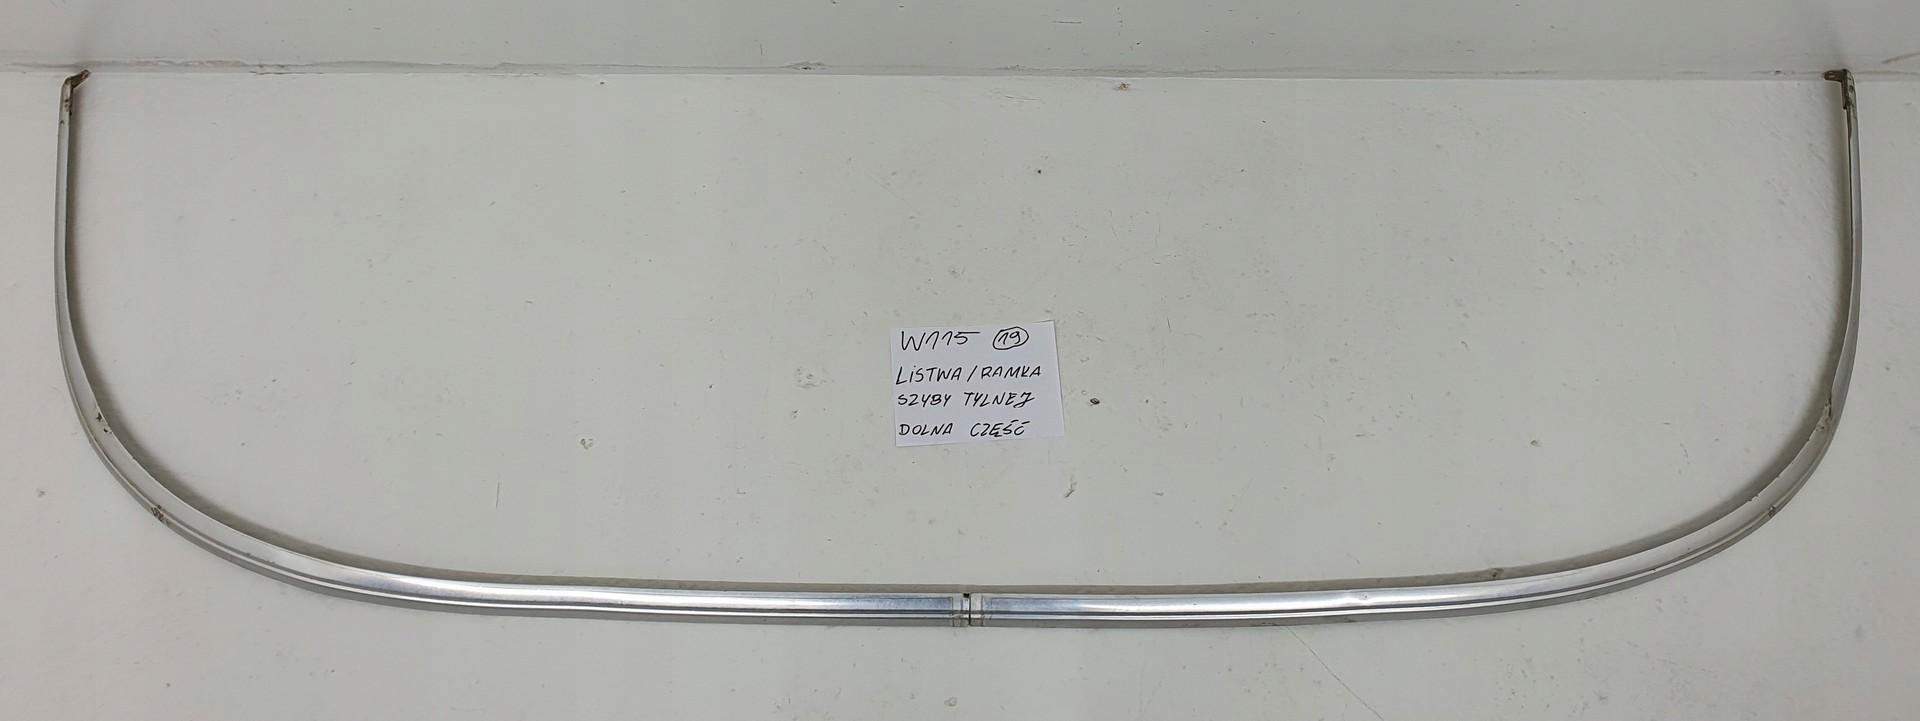 W115 19
LiSTWA / RAMKA
SZYBY TYLNEJ
DOLNA CZĘŚĆ